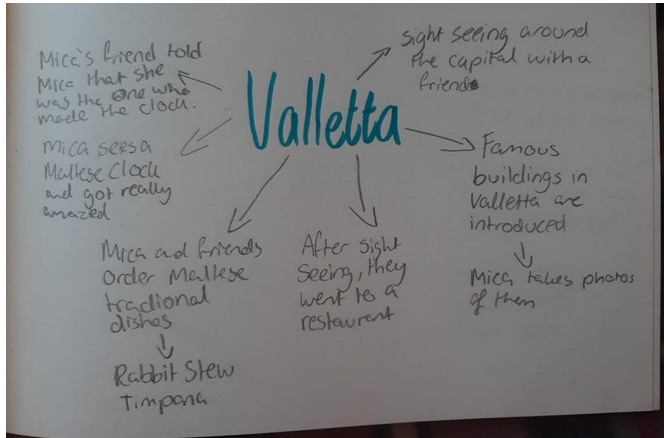 Valletta
sight seeing around
the capital with a
friend
Famous
buildings in
Valletta are
introduced
Mica takes photos
of them
After sight
seeing, they
went to a
restaurent
Mica and friends
Order Maltese
tradional
dishes
Rabbit Stew
Timpana
Mica sees a
Maltese Clock
and got really
amazed
Mica's friend told
Mica that she
was the one who
made the clock.